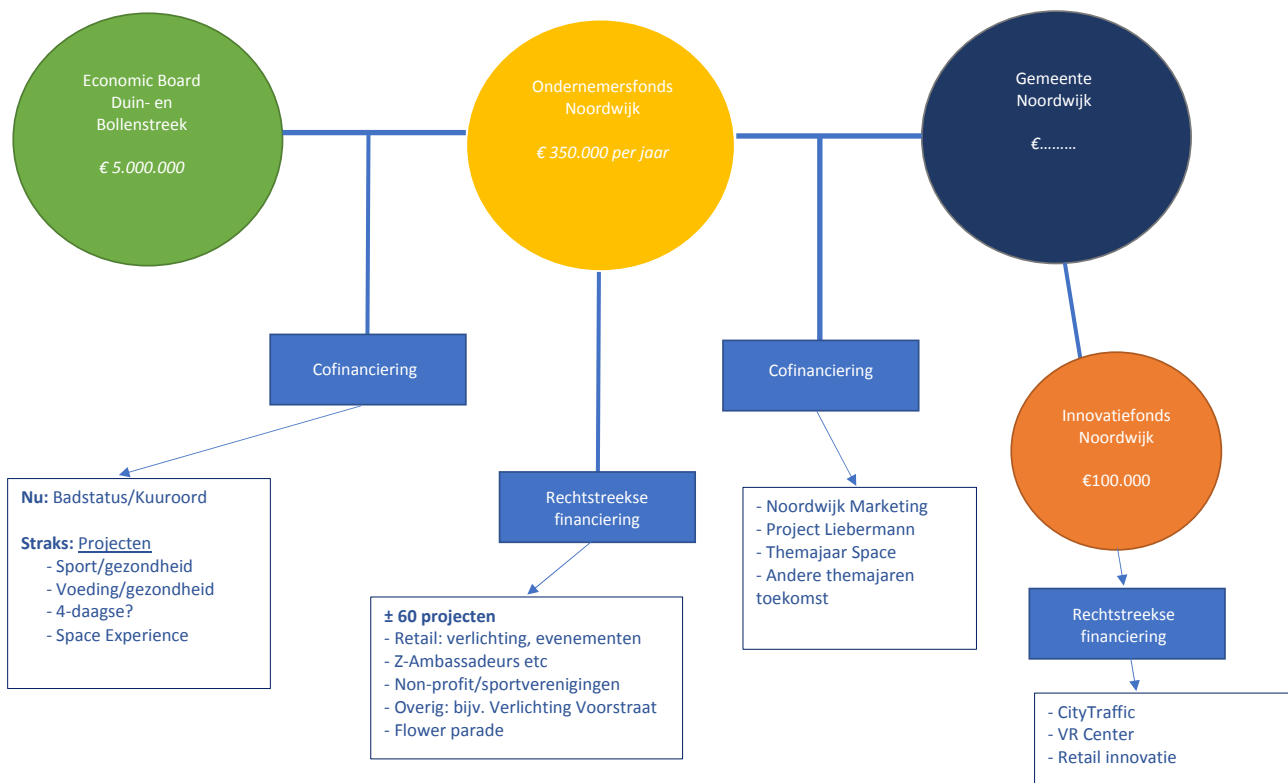 Economic Board
Duin- en
Bollenstreek
€ 5.000.000
Ondernemersfonds
Noordwijk
€ 350.000 per jaar
Gemeente
Noordwijk
€………
Cofinanciering
Cofinanciering
Innovatiefonds
Noordwijk
€100.000
Nu: Badstatus/Kuuroord
Straks: Projecten
- Sport/gezondheid
- Voeding/gezondheid
- 4-daagse?
- Space Experience
Rechtstreekse
financiering
- Noordwijk Marketing
- Project Liebermann
- Themajaar Space
- Andere themajaren
toekomst
± 60 projecten
- Retail: verlichting, evenementen
- Z-Ambassadeurs etc
- Non-profit/sportverenigingen
- Overig: bijv. Verlichting Voorstraat
- Flower parade
Rechtstreekse
financiering
- CityTraffic
- VR Center
- Retail innovatie